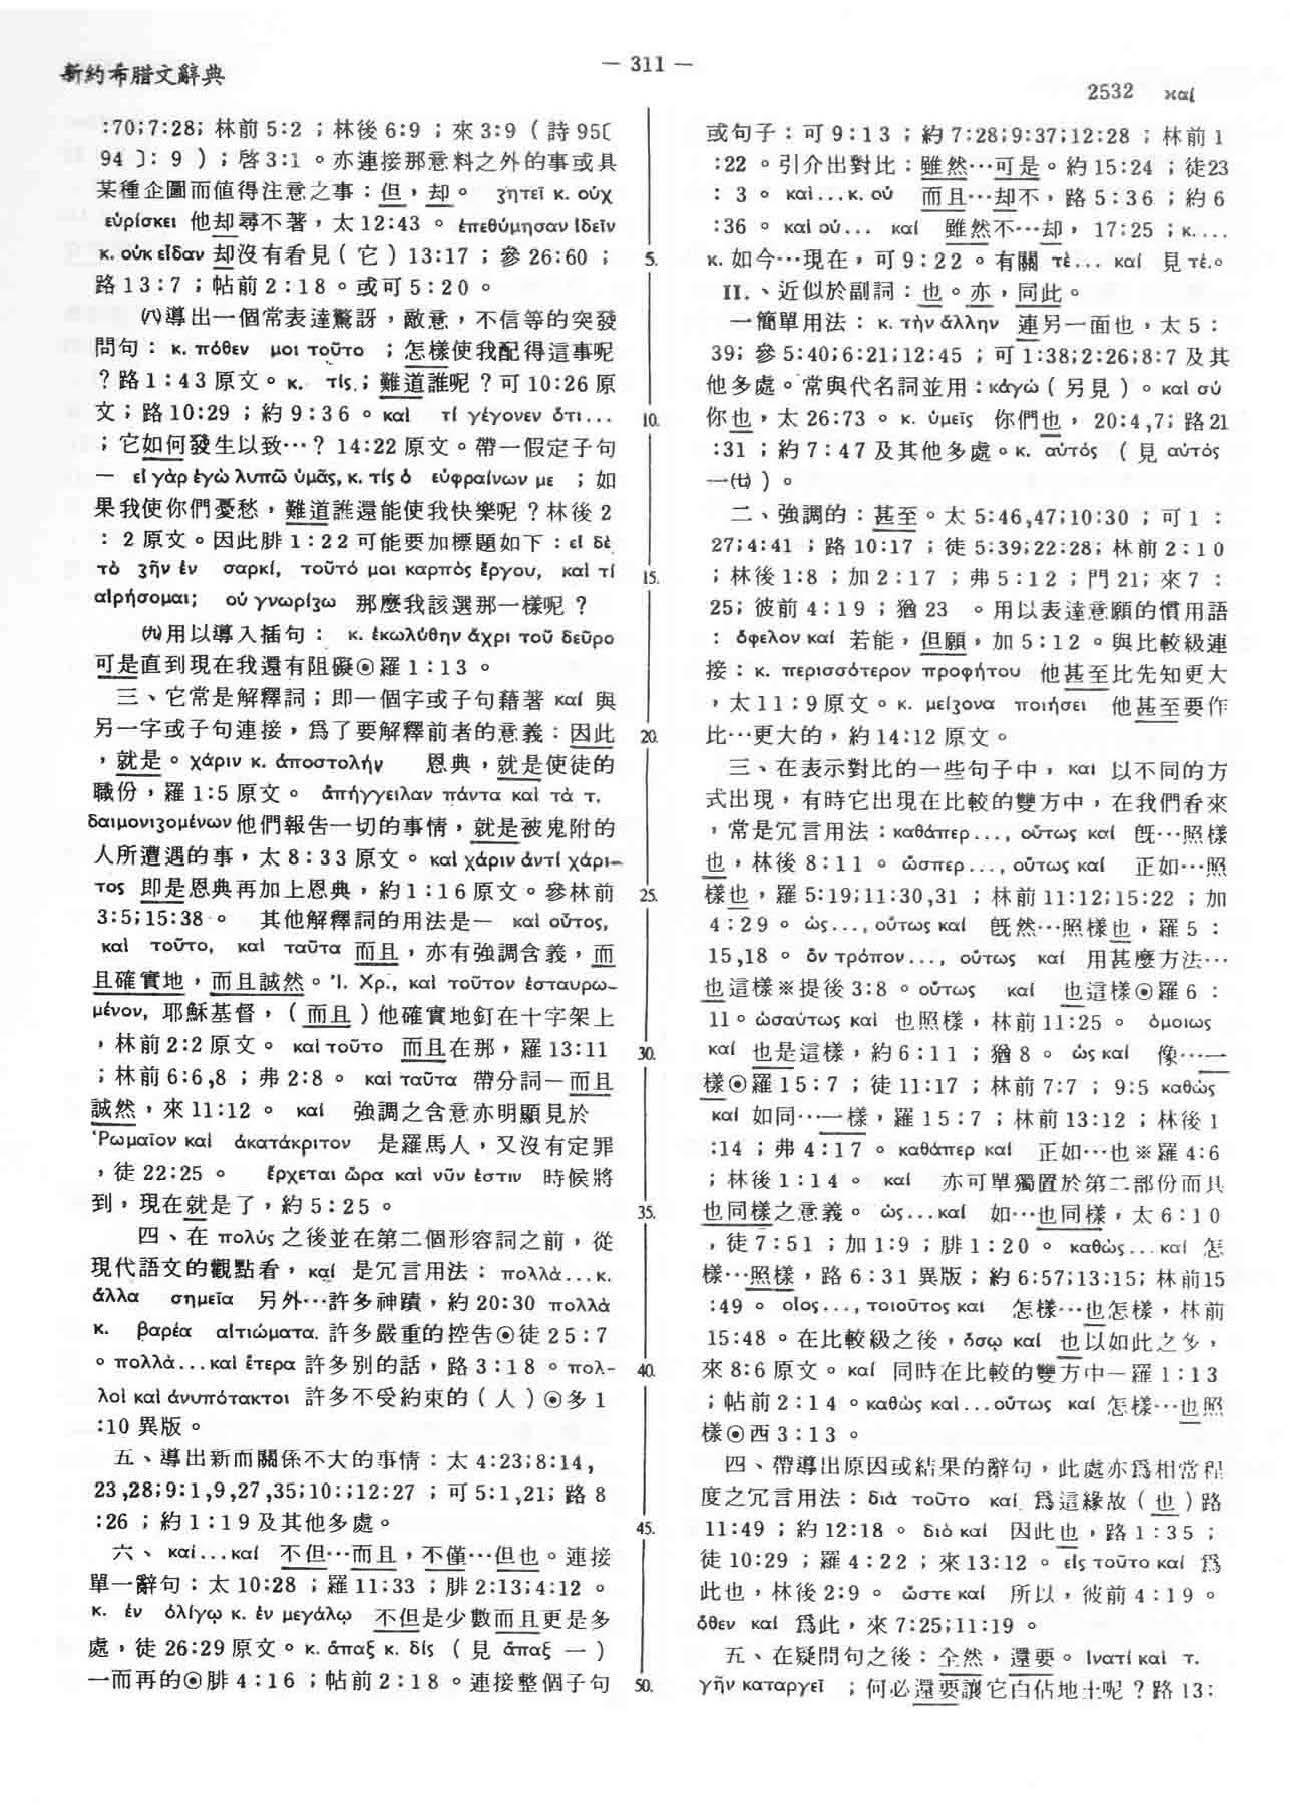 新約希腊文辭典
— 311 —
2532 καί
:70;7:28; 林前 5:2 ; 林後 6:9 ; 來 3:9 ( 詩 95〔
94 〕: 9 ) ; 啓 3:1 。亦連接那意料之外的事或具
某種企圖而值得注意之事：但，却。 ζητεῖ κ. οὐχ
εὑρίσκει 他却尋不著，太 12:43 。 ἐπεθύμησαν ἰδεῖν
κ. οὐκ εἶδαν 却沒有看見 ( 它 ) 13:17 ; 參 26:60 ;
路 13:7 ; 帖前 2:18 。或可 5:20 。
㈧導出一個常表達驚訝，敵意，不信等的突發
問句： κ. πόθεν μοι τοῦτο ; 怎樣使我配得這事呢
? 路 1:43 原文。 κ. τίς ; 難道誰呢 ? 可 10:26 原
文 ; 路 10:29 ; 約 9:36 。 καὶ τί γέγονεν ὅτι...
; 它如何發生以致…? 14:22 原文。帶一假定子句
— εἰ γὰρ ἐγὼ λυπῶ ὑμᾶς, κ. τίς ὁ εὐφραίνων με ; 如
果我使你們憂愁，難道誰還能使我快樂呢 ? 林後 2
: 2 原文。因此腓 1:22 可能要加標題如下：εἰ δὲ
τὸ ζῆν ἐν σαρκί, τοῦτό μοι καρπὸς ἔργου, καὶ τί
αἱρήσομαι; οὐ γνωρίζω 那麼我該選那一樣呢 ?
㈨用以導入插句： κ. ἐκωλύθην ἄχρι τοῦ δεῦρο
可是直到現在我還有阻礙⊙羅 1:13 。
三、它常是解釋詞；即一個字或子句藉著 καί 與
另一字或子句連接，爲了要解釋前者的意義：因此
，就是。 χάριν κ. ἀποστολήν 恩典，就是使徒的
職份，羅 1:5 原文。 ἀπήγγειλαν πάντα καὶ τὰ τ.
δαιμονιζομένων 他們報告一切的事情，就是被鬼附的
人所遭遇的事，太 8:33 原文。 καὶ χάριν ἀντί χάρι-
τος 即是恩典再加上恩典，約 1:16 原文。參林前
3:5;15:38 。 其他解釋詞的用法是— καὶ οὗτος,
καὶ τοῦτο, καὶ ταῦτα 而且，亦有強調含義，而
且確實地，而且誠然。Ἰ. Χρ., καὶ τοῦτον ἐσταυρω-
μένον, 耶穌基督， ( 而且 ) 他確實地釘在十字架上
，林前 2:2 原文。 καὶ τοῦτο 而且在那，羅 13:11
; 林前 6:6,8 ; 弗 2:8 。 καὶ ταῦτα 帶分詞—而且
誠然，來 11:12 。 καί 強調之含意亦明顯見於
Ῥωμαῖον καὶ ἀκατάκριτον 是羅馬人，又沒有定罪
，徒 22:25 。 ἔρχεται ὥρα καὶ νῦν ἐστιν 時候將
到，現在就是了，約 5:25 。
四、在 πολύς 之後並在第二個形容詞之前，從
現代語文的觀點看， καί 是冗言用法： πολλὰ...κ.
ἄλλα σημεῖα 另外…許多神蹟，約 20:30 πολλὰ
κ. βαρέα αἰτιώματα. 許多嚴重的控告⊙徒 25:7
。 πολλὰ...καὶ ἕτερα 許多別的話，路 3:18 。 πολ-
λοὶ καὶ ἀνυπότακτοι 許多不受約束的 ( 人 ) ⊙多 1
:10 異版。
五、導出新而關係不大的事情：太 4:23;8:14,
23,28;9:1,9,27,35;10:;12:27 ; 可 5:1,21; 路 8
:26 ; 約 1:19 及其他多處。
六、 καί...καί 不但…而且，不僅…但也。連接
單一辭句：太 10:28 ; 羅 11:33 ; 腓 2:13;4:12 。
κ. ἐν ὀλίγῳ κ. ἐν μεγάλῳ 不但是少數而且更是多
處，徒 26:29 原文。 κ. ἅπαξ κ. δίς ( 見 ἅπαξ 一 )
一而再的⊙腓 4:16 ; 帖前 2:18 。連接整個子句
5.
10.
15.
20.
25.
30.
35.
40.
45.
50.
或句子：可 9:13 ; 約 7:28;9:37;12:28 ; 林前 1
:22 。引介出對比：雖然…可是。約 15:24 ; 徒23
: 3 。 καὶ...κ. οὐ 而且…却不，路 5:36 ; 約 6
:36 。 καὶ οὐ... καί 雖然不…却， 17:25 ; κ....
κ. 如今…現在，可 9:22 。有關 τὲ... καί 見 τέ.。
II.、近似於副詞：也。亦，同此。
一簡單用法： κ. τὴν ἄλλην 連另一面也，太 5 :
39; 參 5:40;6:21;12:45 ; 可 1:38;2:26;8:7 及其
他多處。常與代名詞並用：κἀγώ ( 另見 ) 。 καὶ σύ
你也，太 26:73 。 κ. ὑμεῖς 你們也， 20:4,7; 路 21
:31 ; 約 7:47 及其他多處。κ. αὐτός ( 見 αὐτός
一㈦ ) 。
二、強調的：甚至。太 5:46,47;10:30 ; 可 1 :
27;4:41 ; 路 10:17 ; 徒 5:39;22:28; 林前 2:10
; 林後 1:8 ; 加 2:17 ; 弗 5:12 ; 門 21; 來 7 :
25; 彼前 4:19 ; 猶 23 。用以表達意願的慣用語
: ὄφελον καί 若能，但願，加 5:12 。與比較級連
接： κ. περισσότερον προφήτου 他甚至比先知更大
，太 11:9 原文。κ. μείζονα ποιήσει 他甚至要作
比…更大的，約 14:12 原文。
三、在表示對比的一些句子中， και 以不同的方
式出現，有時它出現在比較的雙方中，在我們看來
，常是冗言用法：καθάπερ..., οὕτως καί 旣…照樣
也，林後 8:11 。 ὥσπερ..., οὕτως καί 正如…照
樣也，羅 5:19;11:30,31 ; 林前 11:12;15:22 ; 加
4:29 。 ὡς..., οὕτως καί 旣然…照樣也，羅 5 :
15,18 。 ὃν τρόπον..., οὕτως καί 用甚麼方法…
也這樣※提後 3:8 。οὕτως καί 也這樣⊙羅 6 :
11。 ὡσαύτως καὶ 也照樣，林前 11:25 。 ὁμοιως
καί 也是這樣，約 6:11 ; 猶 8 。 ὡς καί 像…一
樣⊙羅 15:7 ; 徒 11:17 ; 林前 7:7 ; 9:5 καθὼς
καί 如同…一樣，羅 15:7 ; 林前 13:12 ; 林後 1
:14 ; 弗 4:17 。 καθάπερ καί 正如…也※羅 4:6
; 林後 1:14 。 καί 亦可單獨置於第二部份而具
也同樣之意義。 ὡς...καί 如…也同樣，太 6:10
，徒 7:51 ; 加 1:9 ; 腓 1:20 。 καθὼς...καί 怎
樣…照樣，路 6:31 異版; 約 6:57;13:15; 林前15
:49 。 οἷος..., τοιοῦτος καί 怎樣…也怎樣，林前
15:48 。在比較級之後，ὅσῳ καί 也以如此之多，
來 8:6 原文。καί 同時在比較的雙方中—羅 1:13
; 帖前 2:14 。καθὼς καὶ...οὕτως καί 怎樣…也照
樣⊙西 3:13 。
四、帶導出原因或結果的辭句，此處亦爲相當程
度之冗言用法：διὰ τοῦτο καί 爲這緣故 ( 也 ) 路
11:49 ; 約 12:18 。 διὸ καί 因此也，路 1:35 ;
徒 10:29 ; 羅 4:22 ; 來 13:12 。 εἰς τοῦτο καί 爲
此也，林後 2:9 。 ὥστε καί 所以，彼前 4:19 。
ὅθεν καί 爲此，來 7:25;11:19 。
五、在疑問句之後：全然，還要。 ἱνατί καὶ τ.
γῆν καταργεῖ ; 何必還要讓它白佔地土呢 ? 路 13: